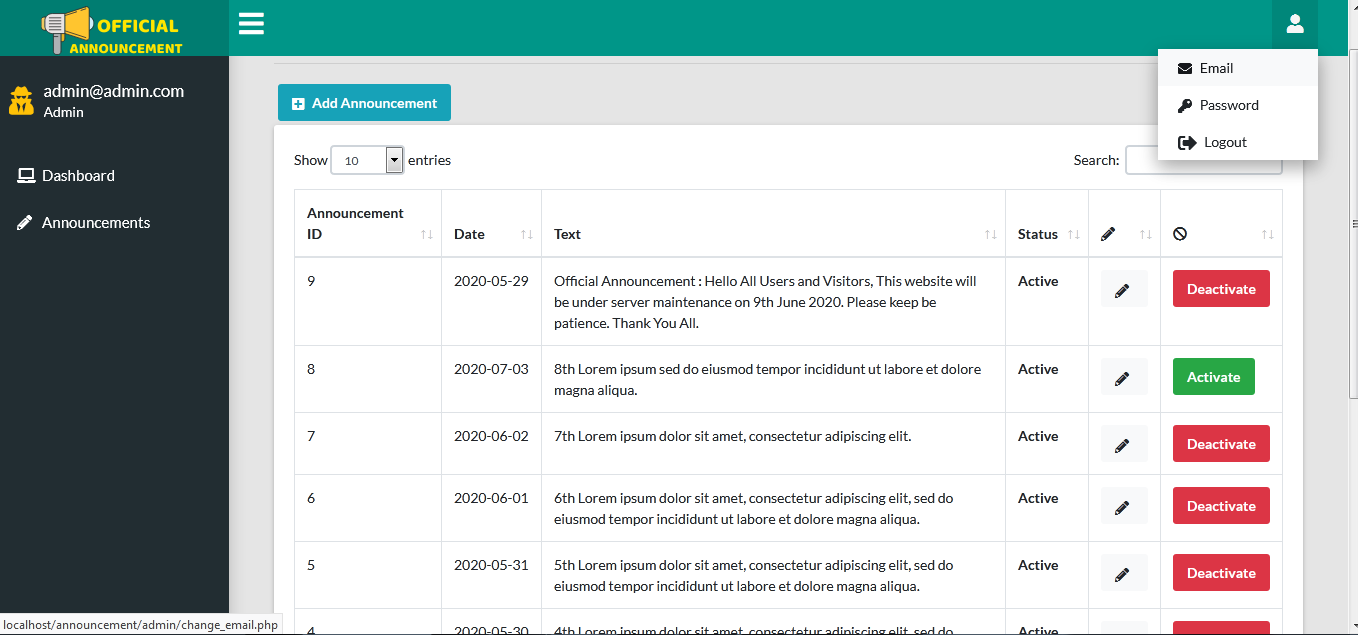 OFFICIAL
ANNOUNCEMENT
admin@admin.com
Admin
Dashboard
Announcements
Email
Password
Logout
Add Announcement
Show 10 entries
Search:
Announcement
ID
Date
Text
Status
9 2020-05-29 Official Announcement : Hello All Users and Visitors, This website will Active Deactivate
be under server maintenance on 9th June 2020. Please keep be
patience. Thank You All.
8 2020-07-03 8th Lorem ipsum sed do eiusmod tempor incididunt ut labore et dolore Active Activate
magna aliqua.
7 2020-06-02 7th Lorem ipsum dolor sit amet, consectetur adipiscing elit. Active Deactivate
6 2020-06-01 6th Lorem ipsum dolor sit amet, consectetur adipiscing elit, sed do Active Deactivate
eiusmod tempor incididunt ut labore et dolore magna aliqua.
5 2020-05-31 5th Lorem ipsum dolor sit amet, consectetur adipiscing elit, sed do Active Deactivate
eiusmod tempor incididunt ut labore et dolore magna aliqua.
4 2020-05-30 4th Lorem ipsum dolor sit amet, consectetur adipiscing elit, sed do Active Deactivate
localhost/announcement/admin/change_email.php